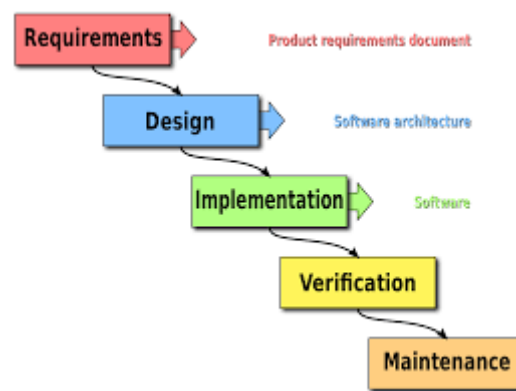 Requirements
Product requirements document
Design
Software architecture
Implementation
Software
Verification
Maintenance